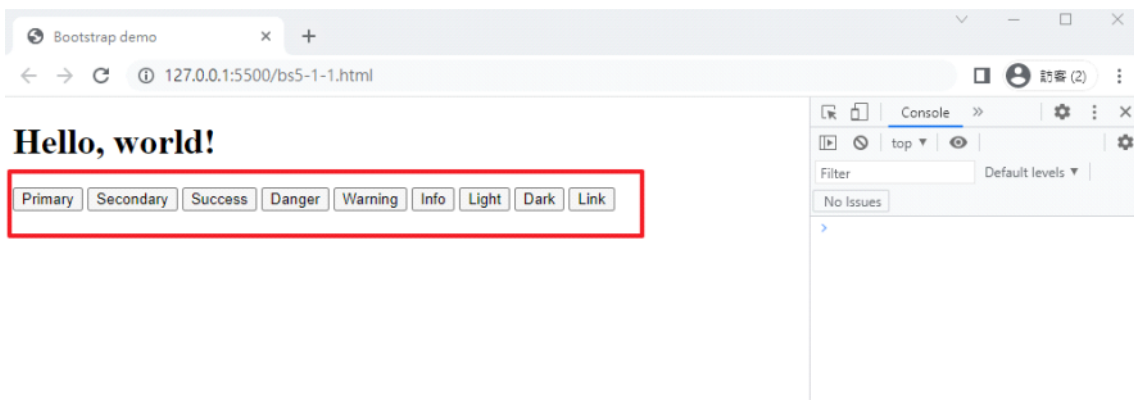 Bootstrap demo
127.0.0.1:5500/bs5-1-1.html
訪客 (2)
Console
top
Filter
Default levels
No Issues
Hello, world!
Primary Secondary Success Danger Warning Info Light Dark Link